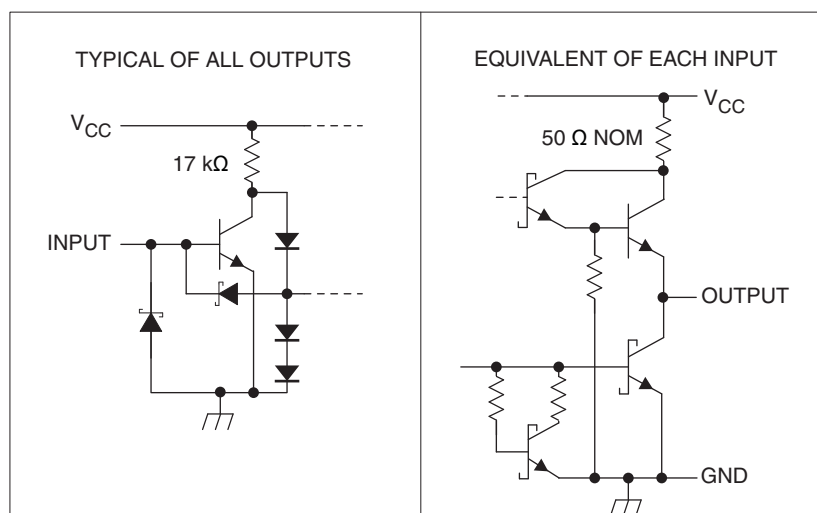 TYPICAL OF ALL OUTPUTS
VCC
17 kΩ
INPUT
EQUIVALENT OF EACH INPUT
VCC
50 Ω NOM
OUTPUT
GND